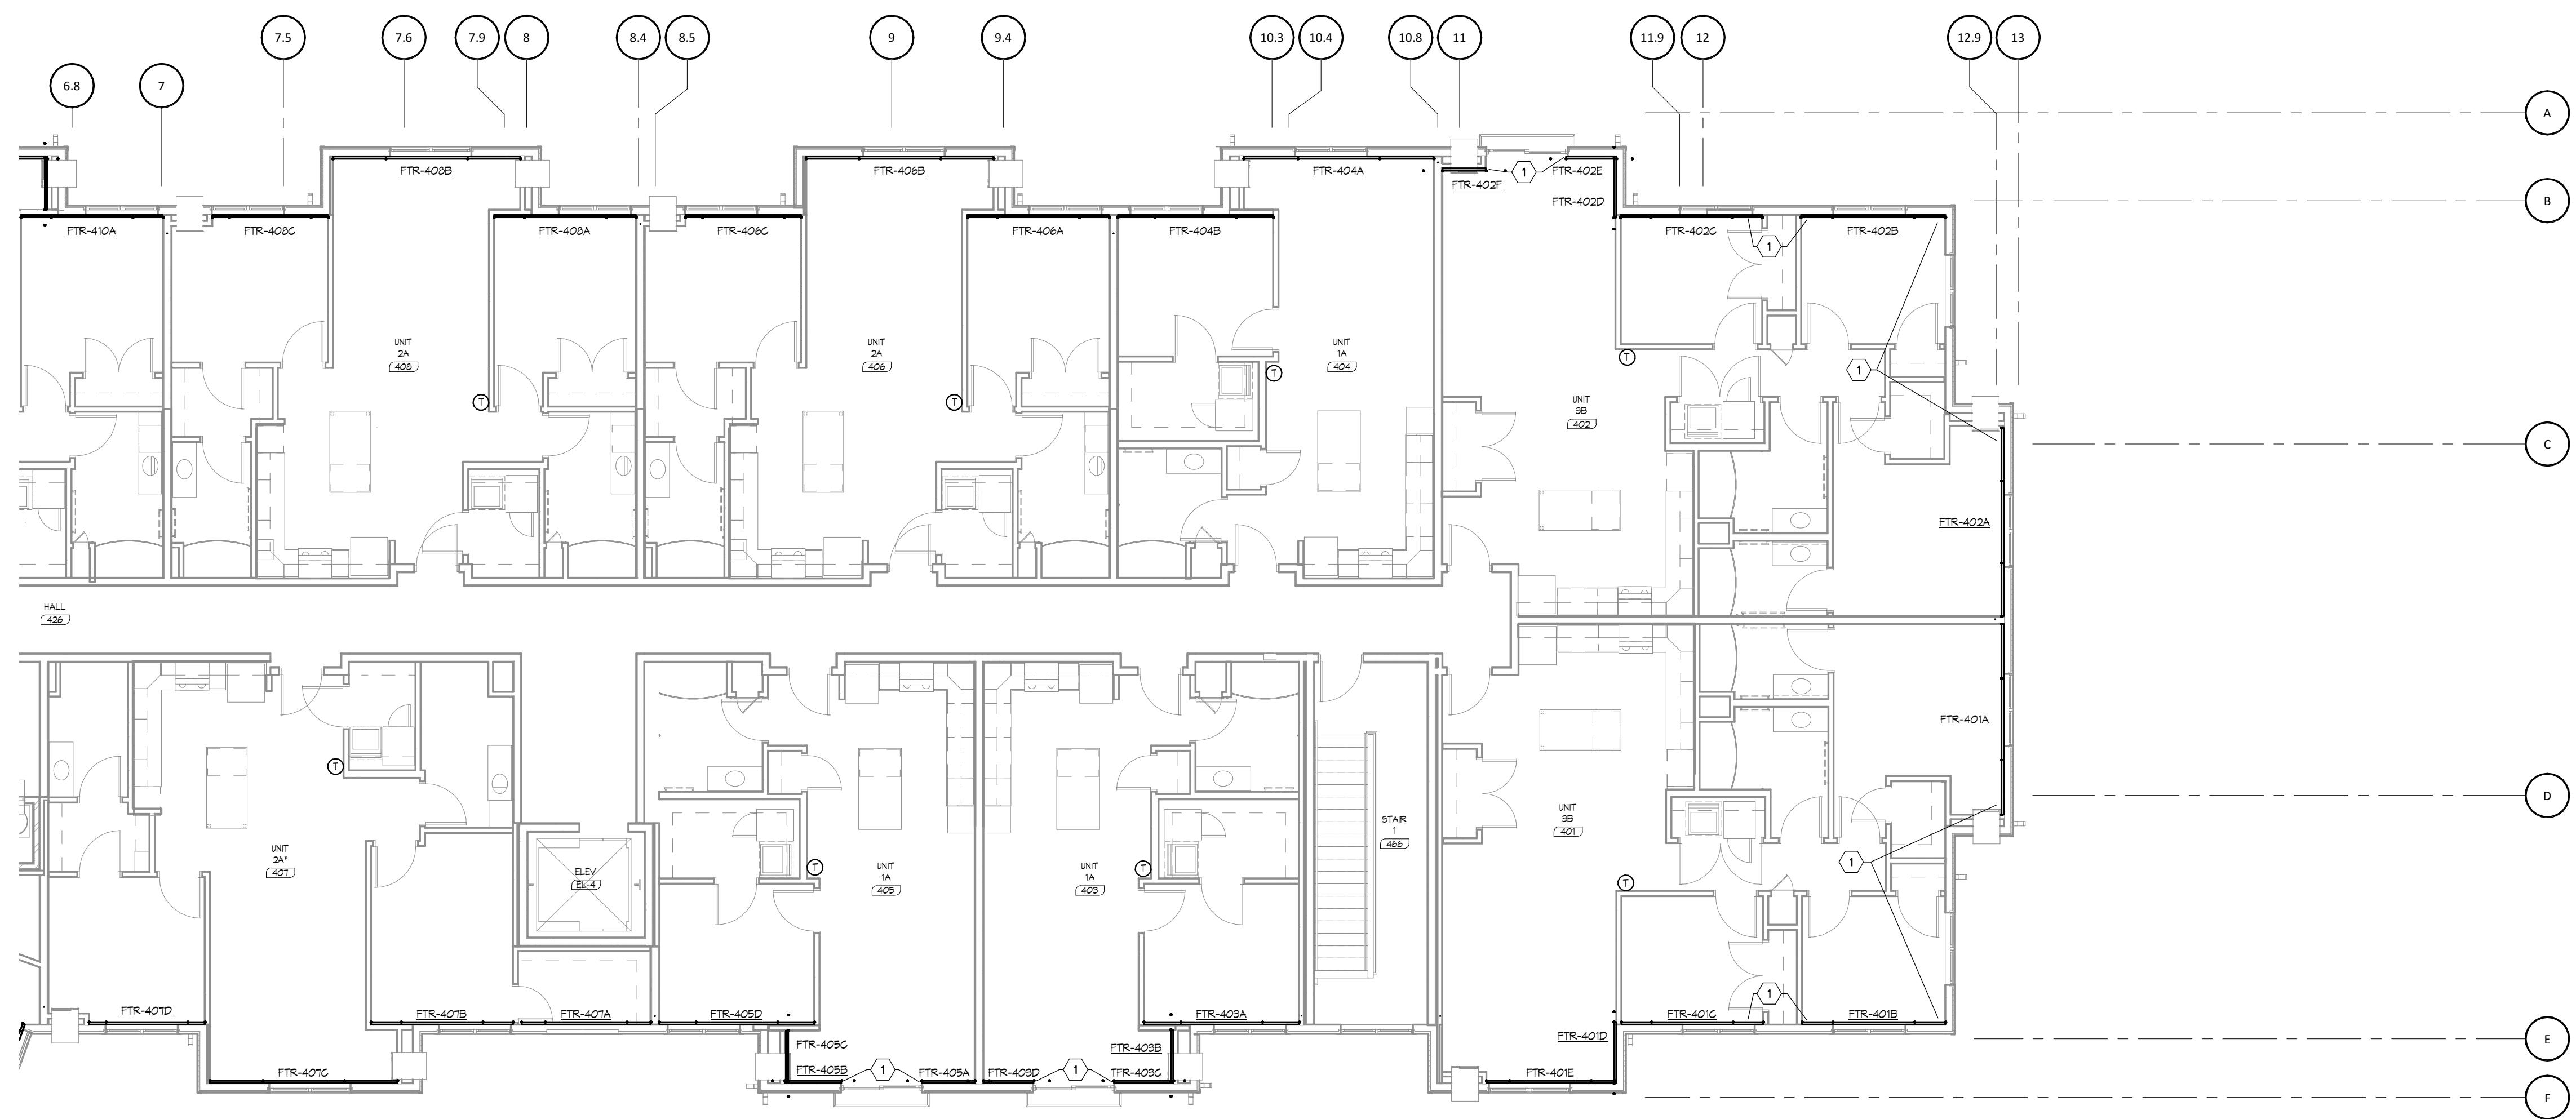 7.5
7.6
7.9
8
8.4
8.5
9
9.4
10.3
10.4
10.8
11
11.9
12
12.9
13
6.8
7
A
FTR-408B
FTR-406B
FTR-404A
1
FTR-402E
FTR-402F
FTR-402D
B
FTR-410A
FTR-408C
FTR-408A
FTR-406C
FTR-406A
FTR-404B
FTR-402C
FTR-402B
1
UNIT
2A
408
UNIT
2A
406
UNIT
1A
404
T
T
T
T
1
UNIT
3B
402
C
FTR-402A
HALL
426
FTR-401A
T
D
UNIT
2A*
407
ELEV
EL-4
T
UNIT
1A
405
UNIT
1A
403
T
STAIR
1
466
UNIT
3B
401
T
1
1
FTR-407D
FTR-407B
FTR-407A
FTR-405D
FTR-403A
FTR-401C
FTR-401B
FTR-401D
E
FTR-405C
FTR-403B
FTR-407C
FTR-405B
1
FTR-405A
FTR-403D
1
TFR-403C
FTR-401E
F